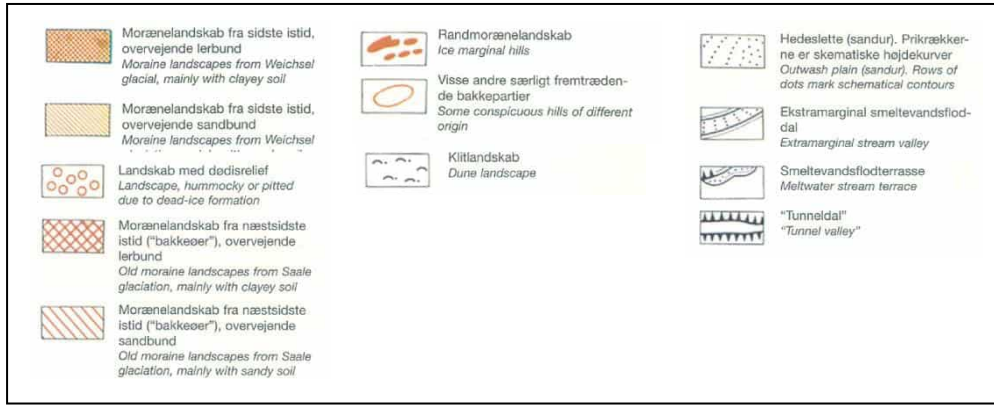 Morænelandskab fra sidste istid,
overvejende lerbund
Moraine landscapes from Weichsel
glacial, mainly with clayey soil
Morænelandskab fra sidste istid,
overvejende sandbund
Moraine landscapes from Weichsel
Landskab med dødisrelief
Landscape, hummocky or pitted
due to dead-ice formation
Morænelandskab fra næstsidste
istid ("bakkeøer"), overvejende
lerbund
Old moraine landscapes from Saale
glaciation, mainly with clayey soil
Morænelandskab fra næstsidste
istid ("bakkeøer"), overvejende
sandbund
Old moraine landscapes from Saale
glaciation, mainly with sandy soil
Randmorænelandskab
Ice marginal hills
Visse andre særligt fremtræden-
de bakkepartier
Some conspicuous hills of different
origin
Klitlandskab
Dune landscape
Hedeslette (sandur). Prikrækker-
ne er skematiske højdekurver
Outwash plain (sandur). Rows of
dots mark schematical contours
Ekstramarginal smeltevandsflod-
dal
Extramarginal stream valley
Smeltevandsflodterrasse
Meltwater stream terrace
"Tunneldal"
"Tunnel valley"